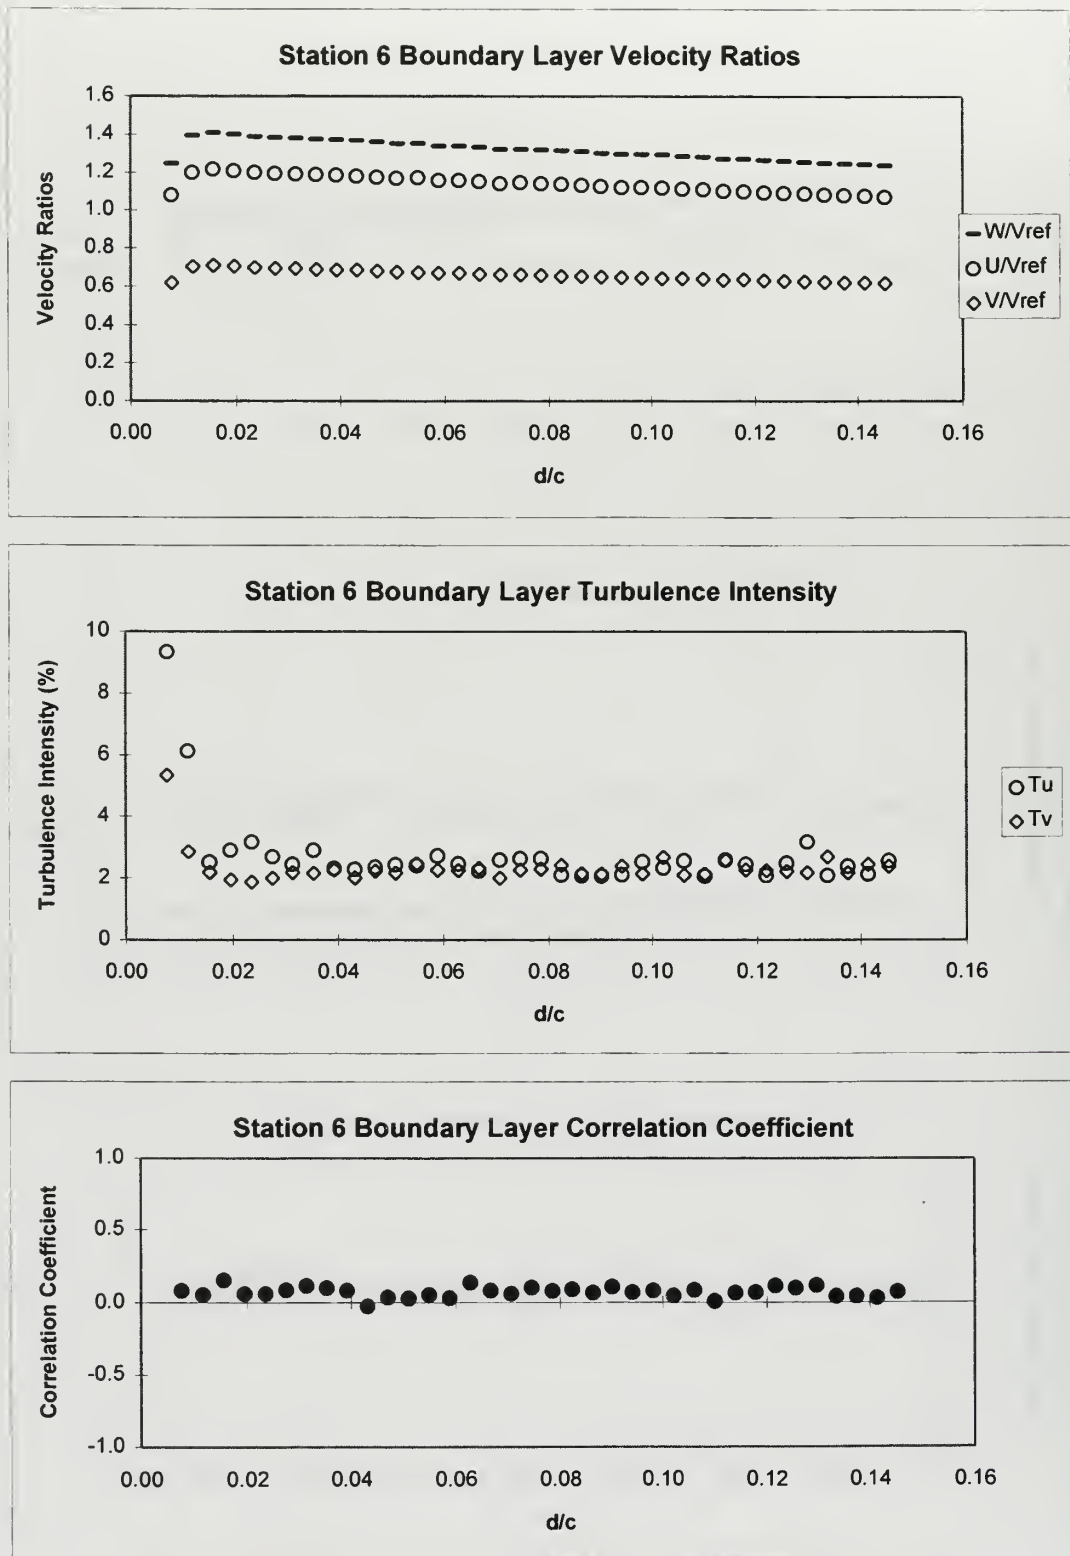 Station 6 Boundary Layer Velocity Ratios
Velocity Ratios
1.6
1.4
1.2
1.0
0.8
0.6
0.4
0.2
0.0
0.00 0.02 0.04 0.06 0.08 0.10 0.12 0.14 0.16
d/c
W/Vref
U/Vref
V/Vref
Station 6 Boundary Layer Turbulence Intensity
Turbulence Intensity (%)
10
8
6
4
2
0
0.00 0.02 0.04 0.06 0.08 0.10 0.12 0.14 0.16
d/c
Tu
Tv
Station 6 Boundary Layer Correlation Coefficient
Correlation Coefficient
1.0
0.5
0.0
-0.5
-1.0
0.00 0.02 0.04 0.06 0.08 0.10 0.12 0.14 0.16
d/c